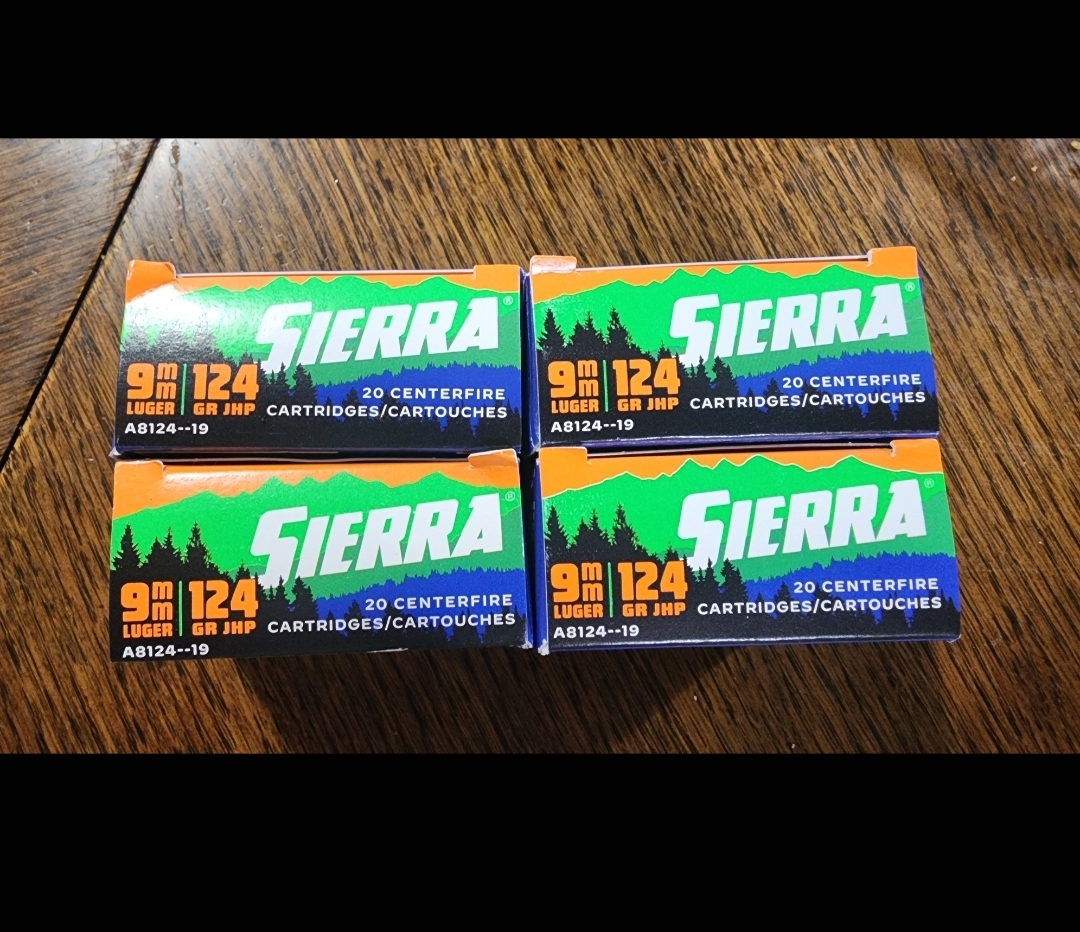 SIERRA®
9mm LUGER | 124 GR JHP
20 CENTERFIRE
CARTRIDGES/CARTOUCHES
A8124--19
SIERRA®
9mm LUGER | 124 GR JHP
20 CENTERFIRE
CARTRIDGES/CARTOUCHES
A8124--19
SIERRA®
9mm LUGER | 124 GR JHP
20 CENTERFIRE
CARTRIDGES/CARTOUCHES
A8124--19
SIERRA®
9mm LUGER | 124 GR JHP
20 CENTERFIRE
CARTRIDGES/CARTOUCHES
A8124--19